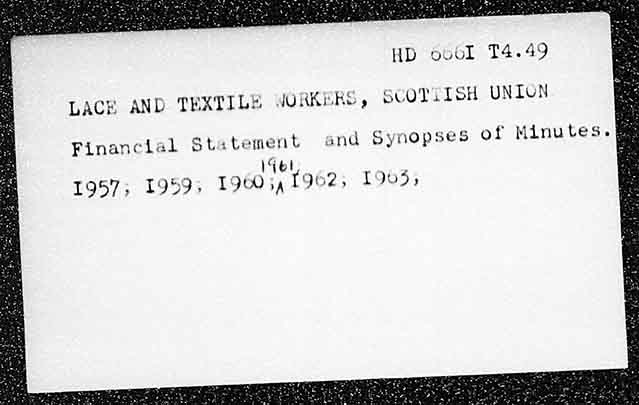 HD 6661 T4.49
LACE AND TEXTILE WORKERS, SCOTTISH UNION
Financial Statement and Synopses of Minutes.
1961
1957; 1959; 1960; ʌ 1962; 1963;